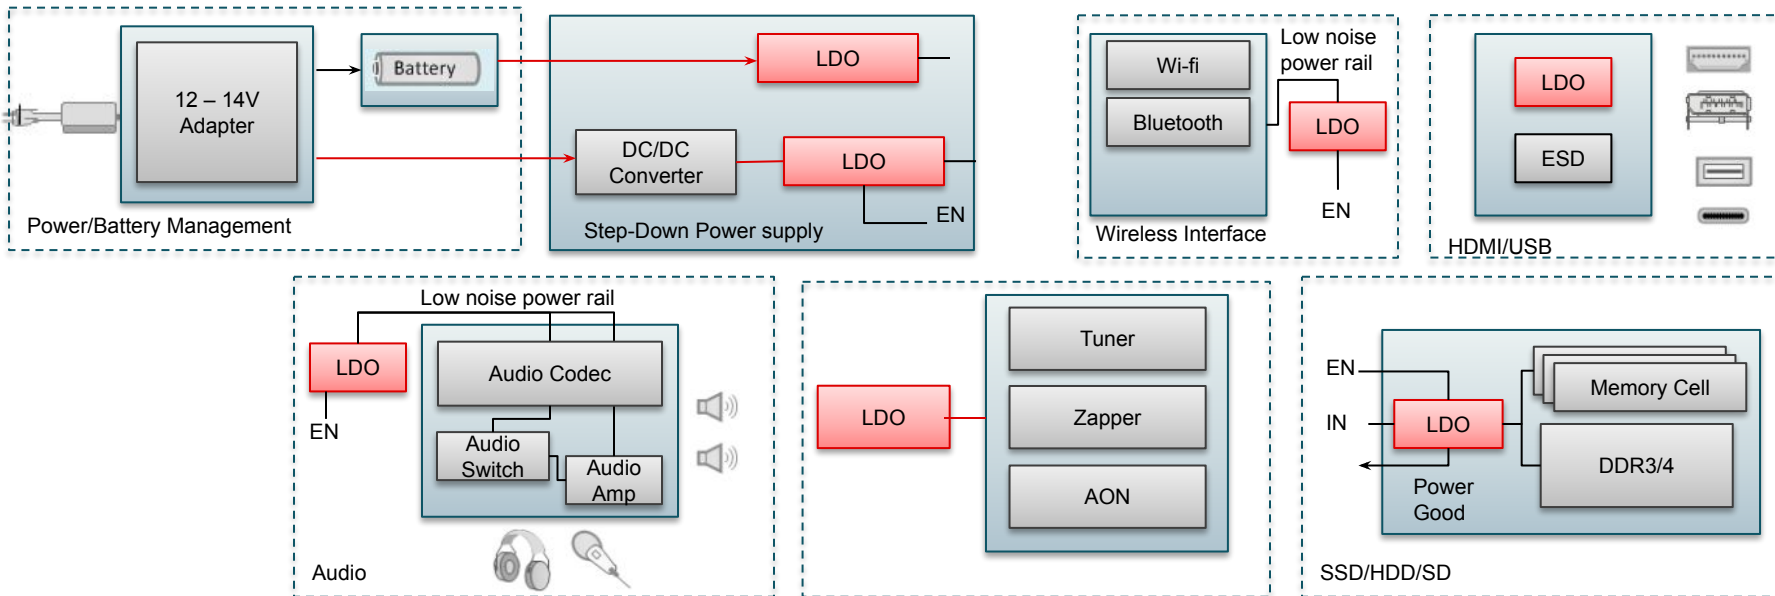 12 – 14V
Adapter
Battery
Power/Battery Management
LDO
DC/DC
Converter
LDO
EN
Step-Down Power supply
Wi-fi
Bluetooth
Low noise
power rail
LDO
EN
Wireless Interface
LDO
ESD
HDMI/USB
Low noise power rail
LDO
EN
Audio Codec
Audio
Switch
Audio
Amp
Audio
LDO
Tuner
Zapper
AON
EN
IN
LDO
Power
Good
Memory Cell
DDR3/4
SSD/HDD/SD